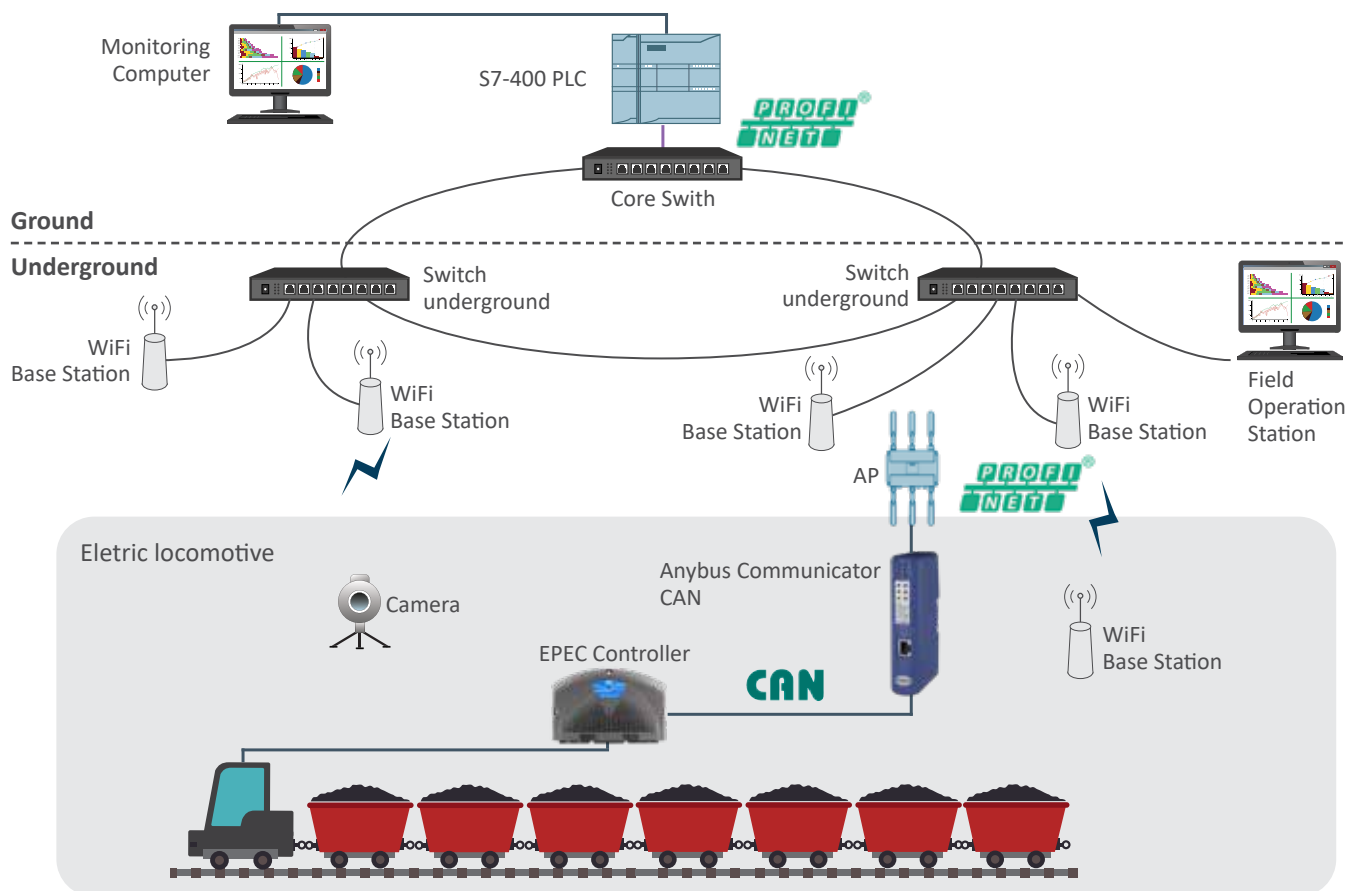 Monitoring
Computer
S7-400 PLC
PROFI
NET
®
Core Swith
Ground
Underground
Switch
underground
Switch
underground
WiFi
Base Station
WiFi
Base Station
WiFi
Base Station
WiFi
Base Station
Field
Operation
Station
AP
PROFI
NET
®
Eletric locomotive
Camera
Anybus Communicator
CAN
EPEC Controller
CAN
WiFi
Base Station